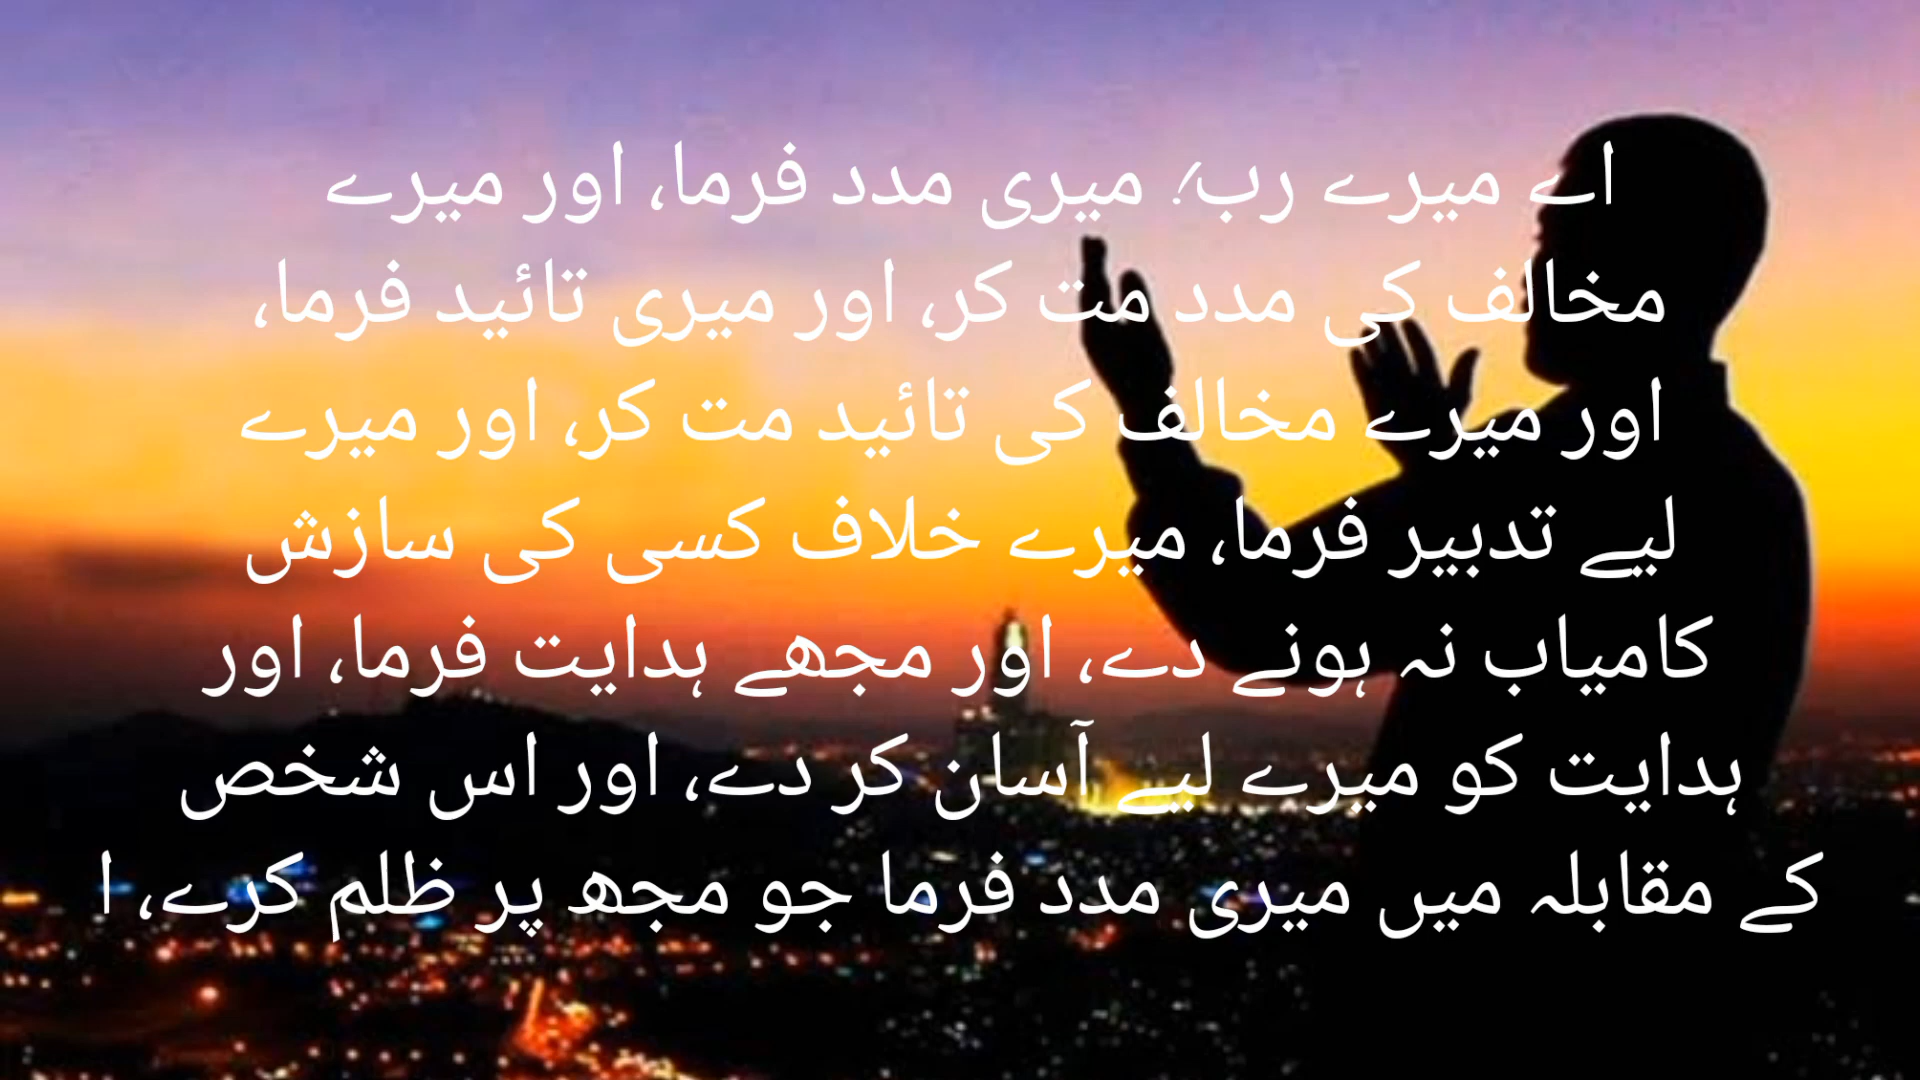 اے میرے رب! میری مدد فرما، اور میرے
مخالف کی مدد مت کر، اور میری تائید فرما،
اور میرے مخالف کی تائید مت کر، اور میرے
لیے تدبیر فرما، میرے خلاف کسی کی سازش
کامیاب نہ ہونے دے، اور مجھے ہدایت فرما، اور
ہدایت کو میرے لیے آسان کر دے، اور اس شخص
کے مقابلہ میں میری مدد فرما جو مجھ پر ظلم کرے، ا